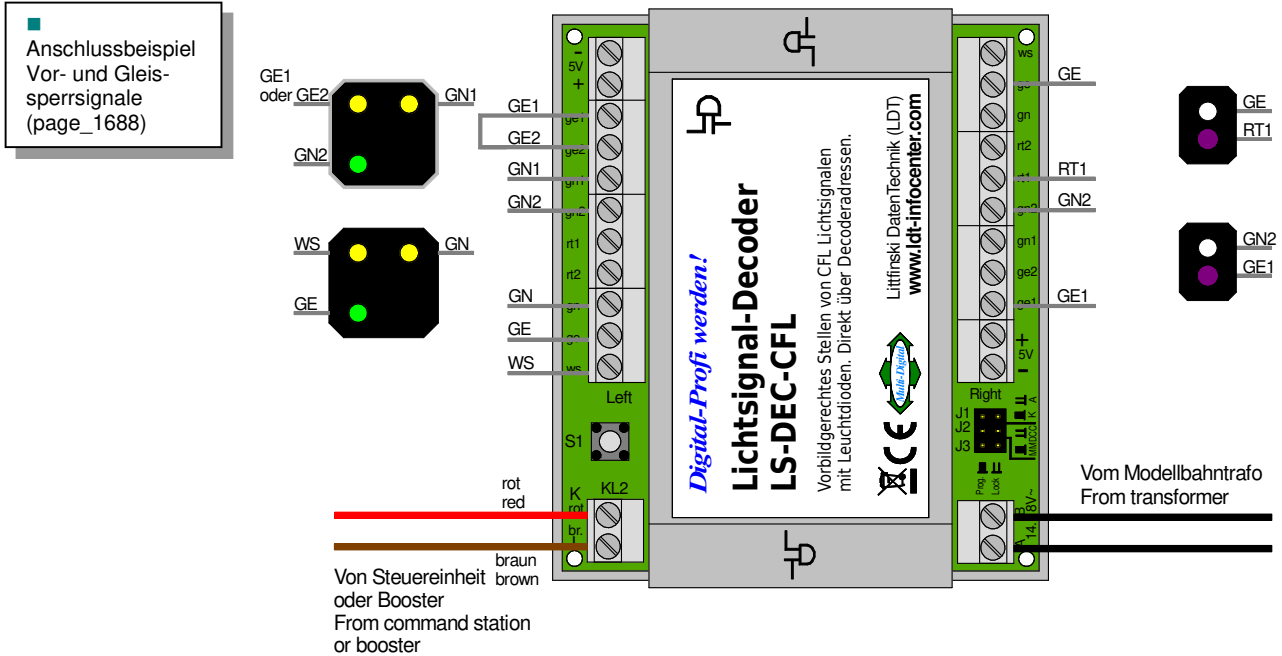 Anschlussbeispiel
Vor- und Gleis-
sperrsignale
(page_1688)
GE1
oder GE2
GN1
GN2
WS
GN
GE
GE1
GE2
GN1
GN2
GN
GE
WS
-
5V
+
ge1
ge2
gn1
gn2
rt1
rt2
gn
ge
ws
Left
S1
K
KL2
rot
br.
rot
red
braun
brown
Von Steuereinheit
oder Booster
From command station
or booster
Digital-Profi werden!
Lichtsignal-Decoder
LS-DEC-CFL
Vorbildgerechtes Stellen von CFL Lichtsignalen
mit Leuchtdioden. Direkt über Decoderadressen.
Littfinski DatenTechnik (LDT)
www.ldt-infocenter.com
Multi-Digital
CE
ws
ge
gn
rt2
rt1
gn2
gn1
ge2
ge1
+
5V
-
Right
J1
J2
J3
A
K
MM
DCC
Prog.
Lock
B
A
14..18V~
GE
RT1
GN2
GE1
GE
RT1
GN2
GE1
Vom Modellbahntrafo
From transformer